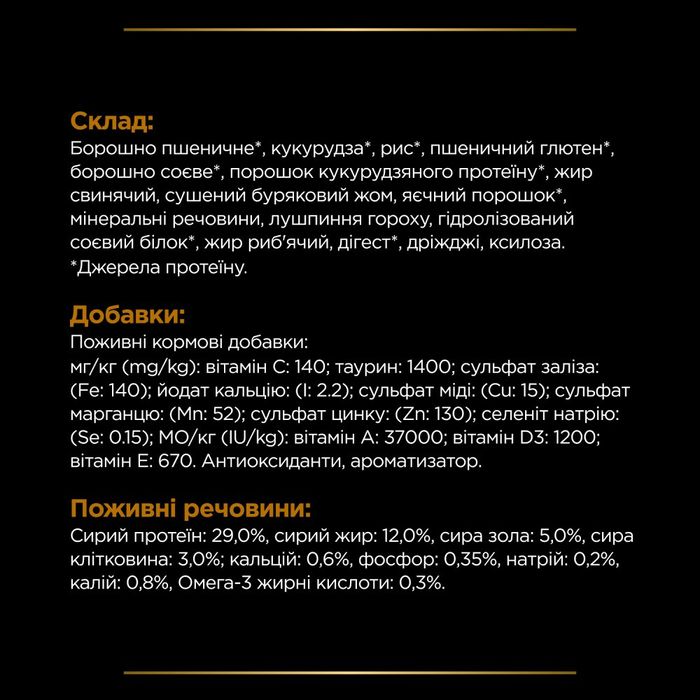 Склад:
Борошно пшеничне*, кукурудза*, рис*, пшеничний глютен*,
борошно соєве*, порошок кукурудзяного протеїну*, жир
свинячий, сушений буряковий жом, яєчний порошок*,
мінеральні речовини, лушпиння гороху, гідролізований
соєвий білок*, жир риб'ячий, дігест*, дріжджі, ксилоза.
*Джерела протеїну.
Добавки:
Поживні кормові добавки:
мг/кг (mg/kg): вітамін С: 140; таурин: 1400; сульфат заліза:
(Fe: 140); йодат кальцію: (I: 2.2); сульфат міді: (Cu: 15); сульфат
марганцю: (Mn: 52); сульфат цинку: (Zn: 130); селеніт натрію:
(Se: 0.15); МО/кг (IU/kg): вітамін А: 37000; вітамін D3: 1200;
вітамін Е: 670. Антиоксиданти, ароматизатор.
Поживні речовини:
Сирий протеїн: 29,0%, сирий жир: 12,0%, сира зола: 5,0%, сира
клітковина: 3,0%; кальцій: 0,6%, фосфор: 0,35%, натрій: 0,2%,
калій: 0,8%, Омега-3 жирні кислоти: 0,3%.